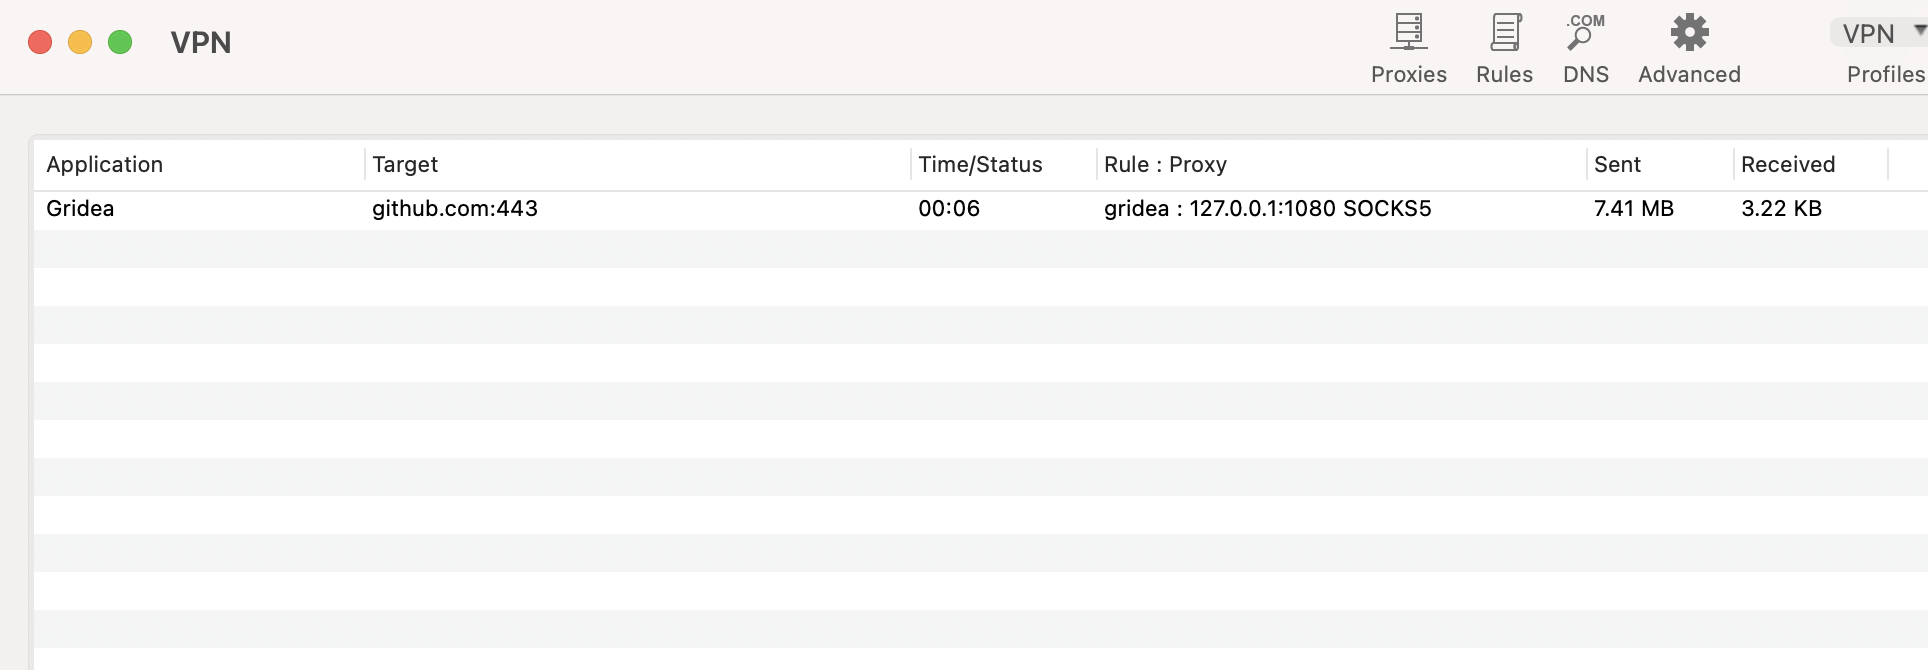 VPN
.COM
Proxies Rules DNS Advanced
VPN
Profiles
Application Target Time/Status Rule : Proxy Sent Received
Gridea github.com:443 00:06 gridea : 127.0.0.1:1080 SOCKS5 7.41 MB 3.22 KB